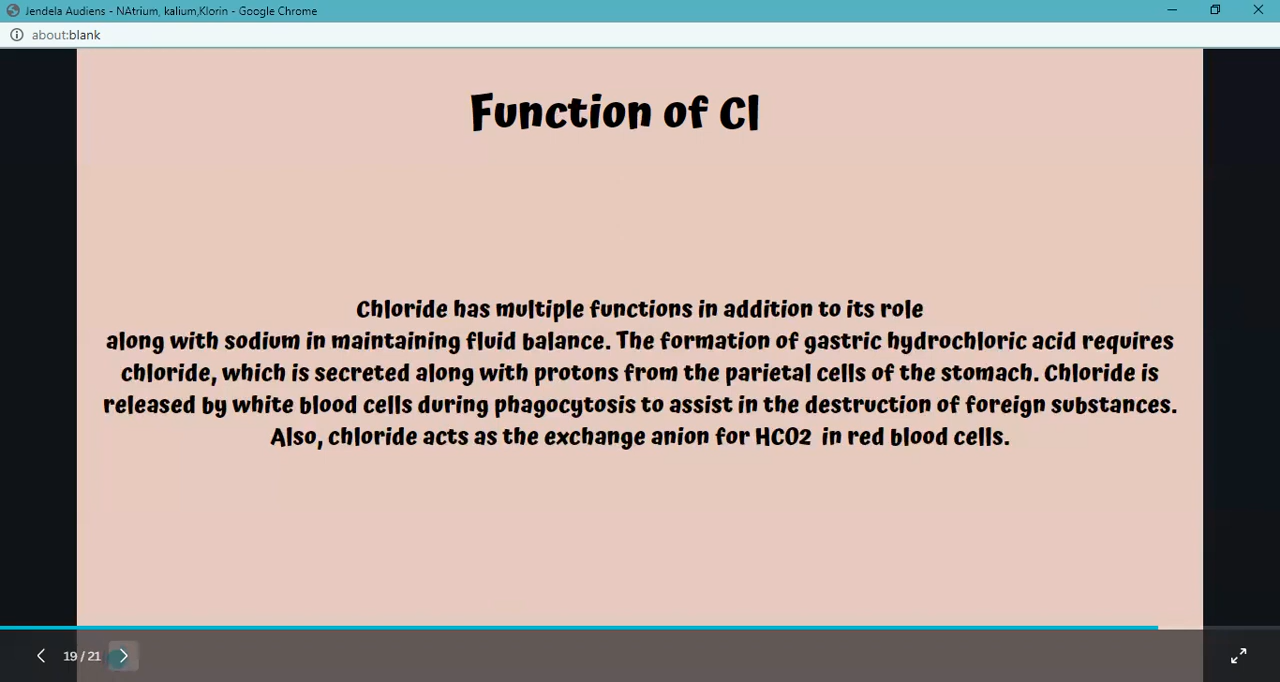 Jendela Audiens - NAtrium, kalium,Klorin - Google Chrome
about:blank
Function of Cl
Chloride has multiple functions in addition to its role
along with sodium in maintaining fluid balance. The formation of gastric hydrochloric acid requires
chloride, which is secreted along with protons from the parietal cells of the stomach. Chloride is
released by white blood cells during phagocytosis to assist in the destruction of foreign substances.
Also, chloride acts as the exchange anion for HCO2 in red blood cells.
19 / 21